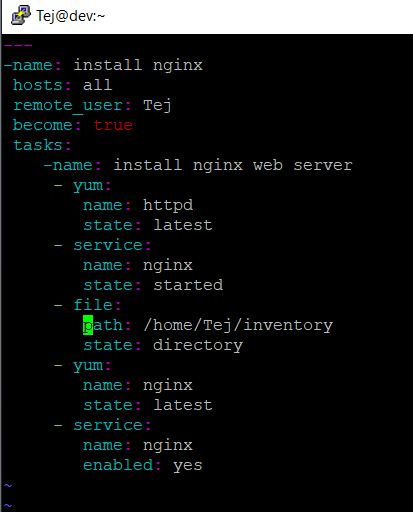 Tej@dev:~
---
-name: install nginx
 hosts: all
 remote_user: Tej
 become: true
 tasks:
    -name: install nginx web server
     - yum:
        name: httpd
        state: latest
     - service:
        name: nginx
        state: started
     - file:
        path: /home/Tej/inventory
        state: directory
     - yum:
        name: nginx
        state: latest
     - service:
        name: nginx
        enabled: yes
~
~